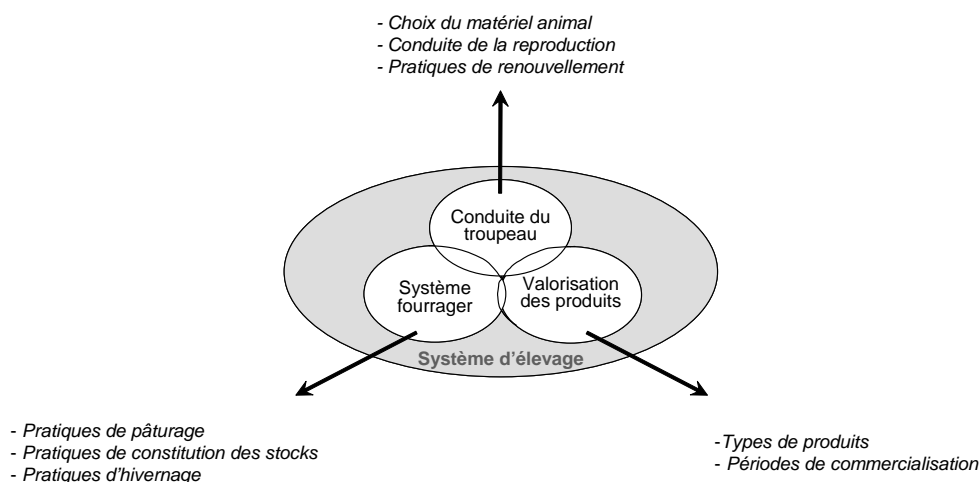 - Choix du matériel animal
- Conduite de la reproduction
- Pratiques de renouvellement
Conduite du
troupeau
Système
fourrager
Valorisation
des produits
Système d'élevage
- Pratiques de pâturage
- Pratiques de constitution des stocks
- Pratiques d'hivernage
-Types de produits
- Périodes de commercialisation